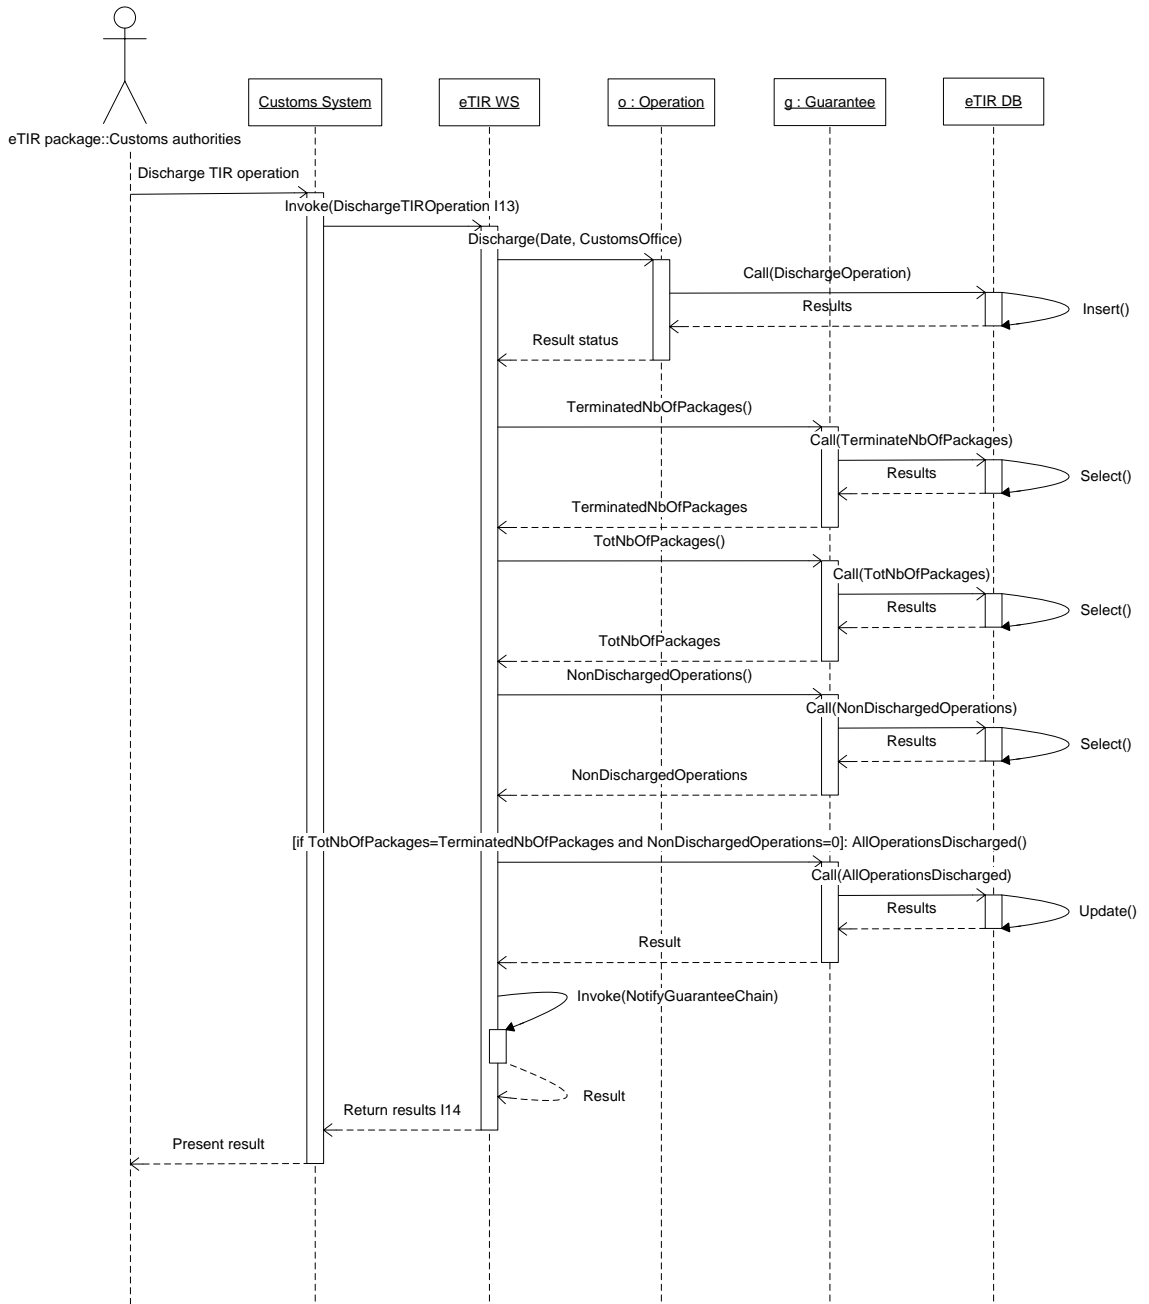 Customs System
eTIR WS
o : Operation
g : Guarantee
eTIR DB
eTIR package::Customs authorities
Discharge TIR operation
Invoke(DischargeTIROperation I13)
Discharge(Date, CustomsOffice)
Call(DischargeOperation)
Results
Insert()
Result status
TerminatedNbOfPackages()
Call(TerminateNbOfPackages)
Results
Select()
TerminatedNbOfPackages
TotNbOfPackages()
Call(TotNbOfPackages)
Results
Select()
TotNbOfPackages
NonDischargedOperations()
Call(NonDischargedOperations)
Results
Select()
NonDischargedOperations
[if TotNbOfPackages=TerminatedNbOfPackages and NonDischargedOperations=0]: AllOperationsDischarged()
Call(AllOperationsDischarged)
Results
Update()
Result
Invoke(NotifyGuaranteeChain)
Result
Return results I14
Present result